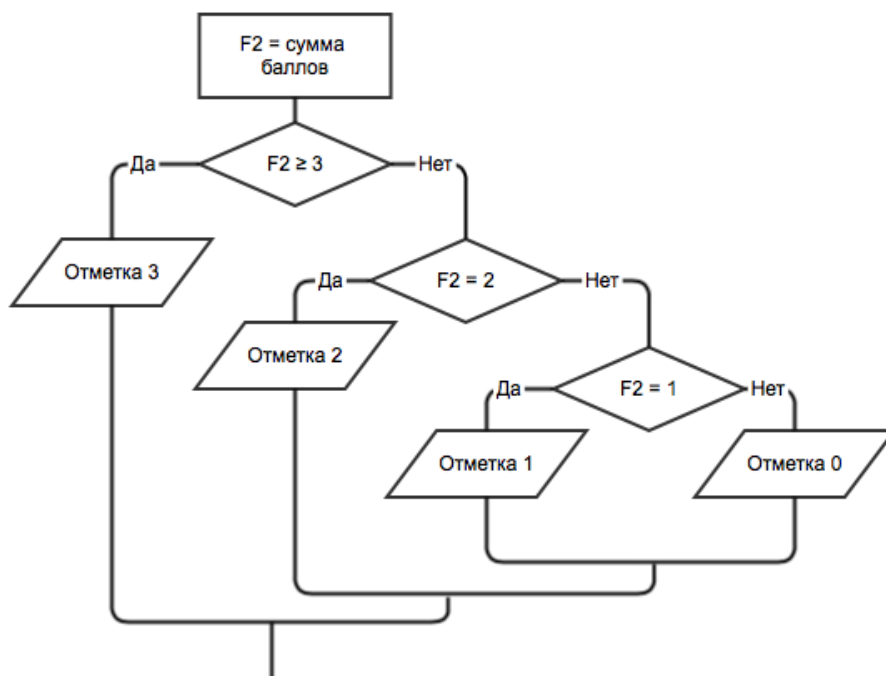 F2 = сумма
баллов
Да
F2 ≥ 3
Нет
Отметка 3
Да
F2 = 2
Нет
Отметка 2
Да
F2 = 1
Нет
Отметка 1
Отметка 0